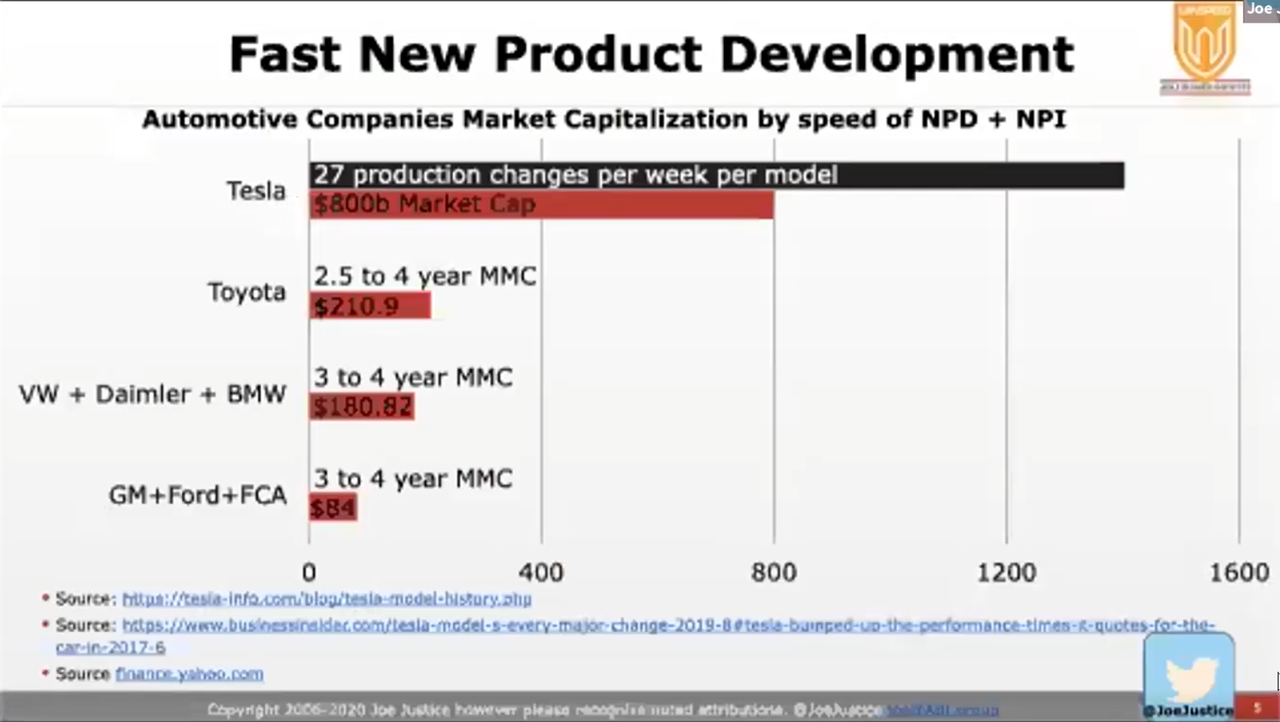 Joe J
WINSPEED
Fast New Product Development
Automotive Companies Market Capitalization by speed of NPD + NPI
Tesla
27 production changes per week per model
$800b Market Cap
Toyota
2.5 to 4 year MMC
$210.9
VW + Daimler + BMW
3 to 4 year MMC
$180.82
GM+Ford+FCA
3 to 4 year MMC
$84
0 400 800 1200 1600
• Source: https://tesla-info.com/blog/tesla-model-history.php
• Source: https://www.businessinsider.com/tesla-model-s-every-major-change-2019-8#tesla-bumped-up-the-performance-times-it-quotes-for-the-
car-in-2017-6
• Source finance.yahoo.com
Copyright 2006-2020 Joe Justice however please recognize noted attributions. @JoeJustice
@JoeJustice
5